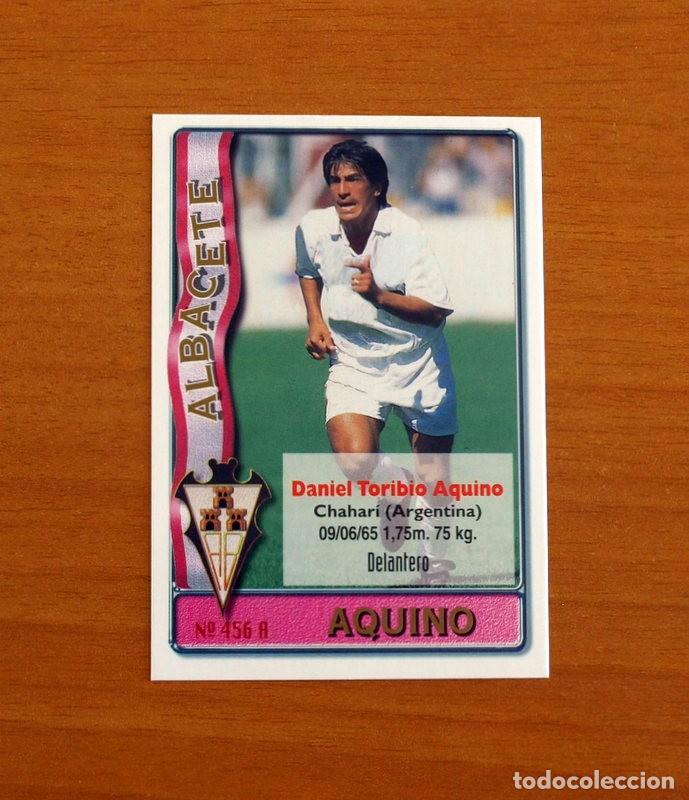 ALBACETE
Daniel Toribio Aquino
Chaharí (Argentina)
09/06/65 1,75m. 75 kg.
Delantero
Nº 456 A
AQUINO
todocoleccion